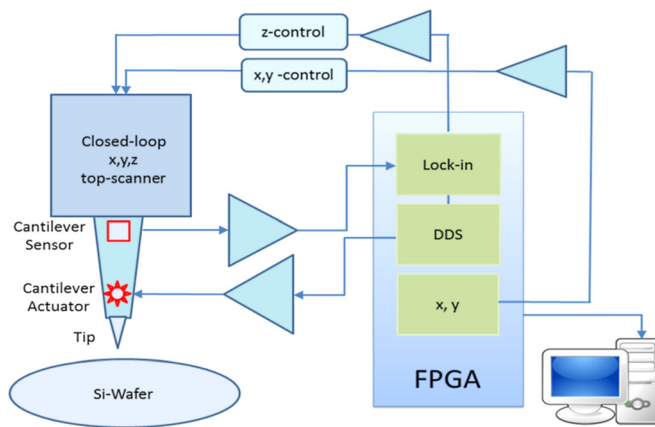 z-control
x,y -control
Closed-loop
x,y,z
top-scanner
Lock-in
Cantilever
Sensor
DDS
Cantilever
Actuator
x, y
Tip
FPGA
Si-Wafer